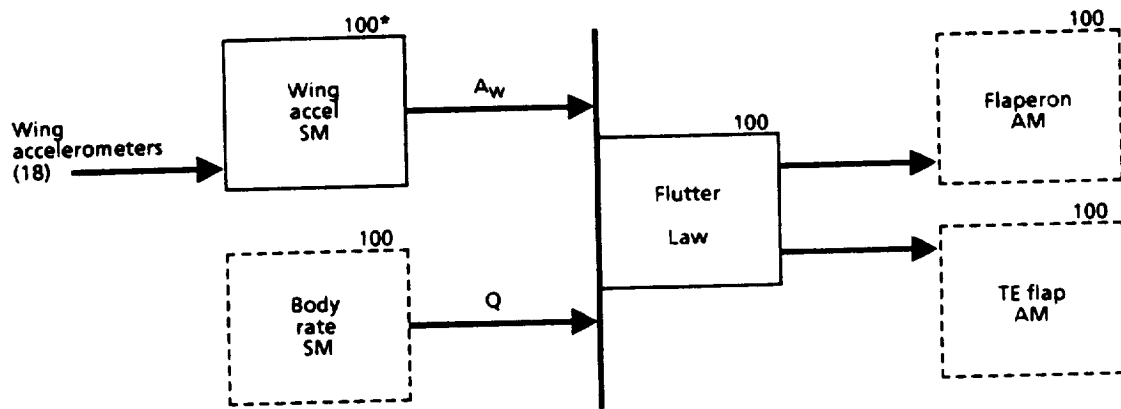 100*
Wing
accel
SM
Aw
Wing
accelerometers
(18)
100
Body
rate
SM
Q
100
Flutter
Law
100
Flaperon
AM
100
TE flap
AM